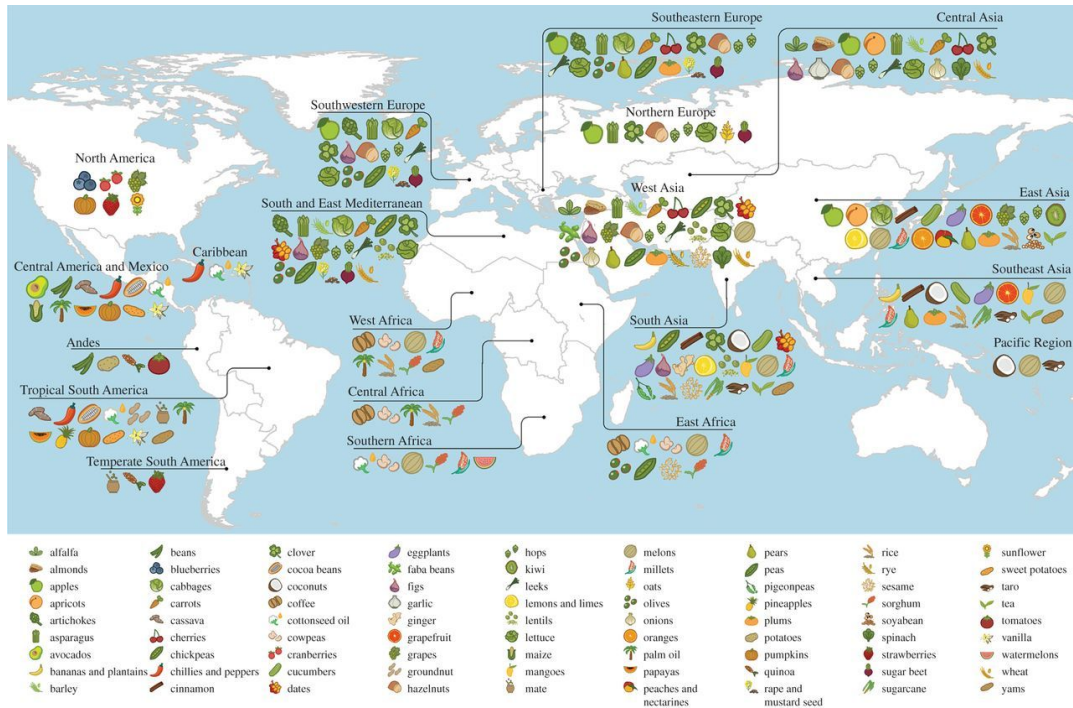 Southeastern Europe
Central Asia
Southwestern Europe
Northern Europe
North America
West Asia
East Asia
South and East Mediterranean
Caribbean
Central America and Mexico
Southeast Asia
West Africa
South Asia
Andes
Pacific Region
Tropical South America
Central Africa
East Africa
Southern Africa
Temperate South America
alfalfa
almonds
apples
apricots
artichokes
asparagus
avocados
bananas and plantains
barley
beans
blueberries
cabbages
carrots
cassava
cherries
chickpeas
chillies and peppers
cinnamon
clover
cocoa beans
coconuts
coffee
cottonseed oil
cowpeas
cranberries
cucumbers
dates
eggplants
faba beans
figs
garlic
ginger
grapefruit
grapes
groundnut
hazelnuts
hops
kiwi
leeks
lemons and limes
lentils
lettuce
maize
mangoes
mate
melons
millets
oats
olives
onions
oranges
palm oil
papayas
peaches and
nectarines
pears
peas
pigeonpeas
pineapples
plums
potatoes
pumpkins
quinoa
rape and
mustard seed
rice
rye
sesame
sorghum
soyabean
spinach
strawberries
sugar beet
sugarcane
sunflower
sweet potatoes
taro
tea
tomatoes
vanilla
watermelons
wheat
yams